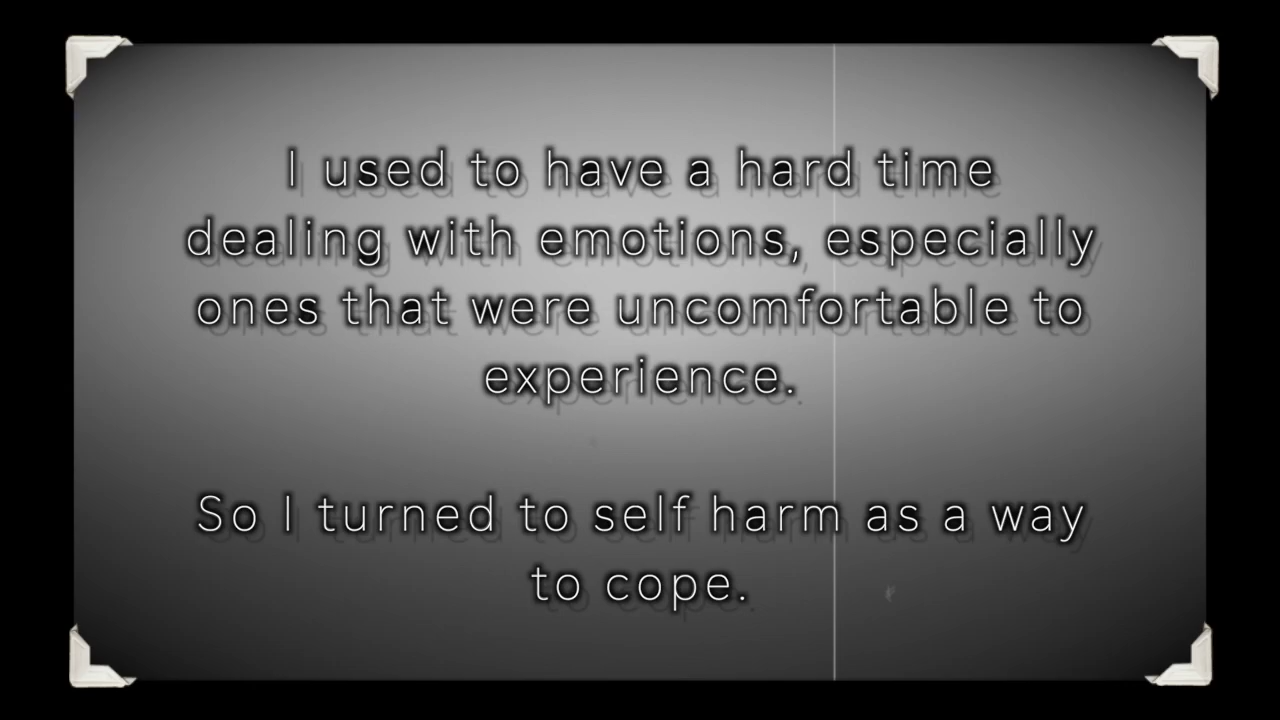 I used to have a hard time
dealing with emotions, especially
ones that were uncomfortable to
experience.
So I turned to self harm as a way
to cope.